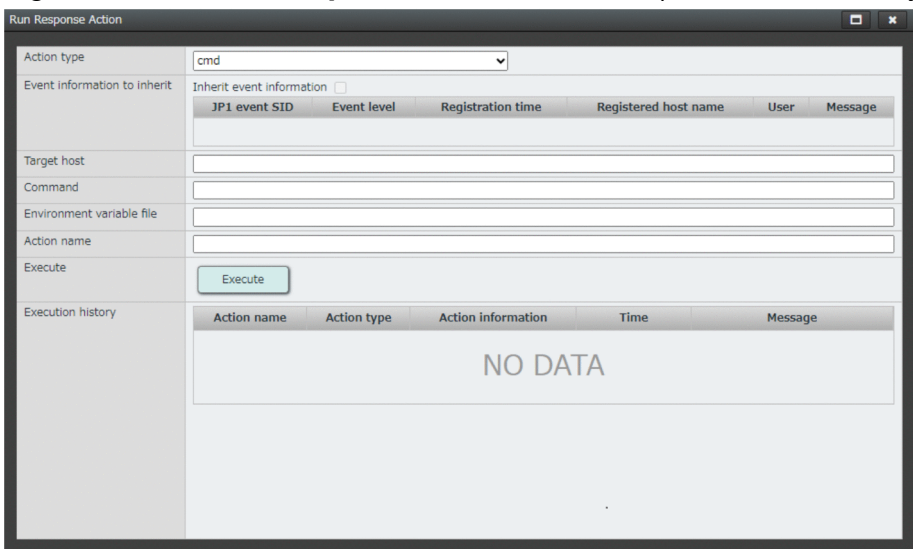 Run Response Action
Action type
cmd
Event information to inherit
Inherit event information
JP1 event SID Event level Registration time Registered host name User Message
Target host
Command
Environment variable file
Action name
Execute
Execute
Execution history
Action name Action type Action information Time Message
NO DATA